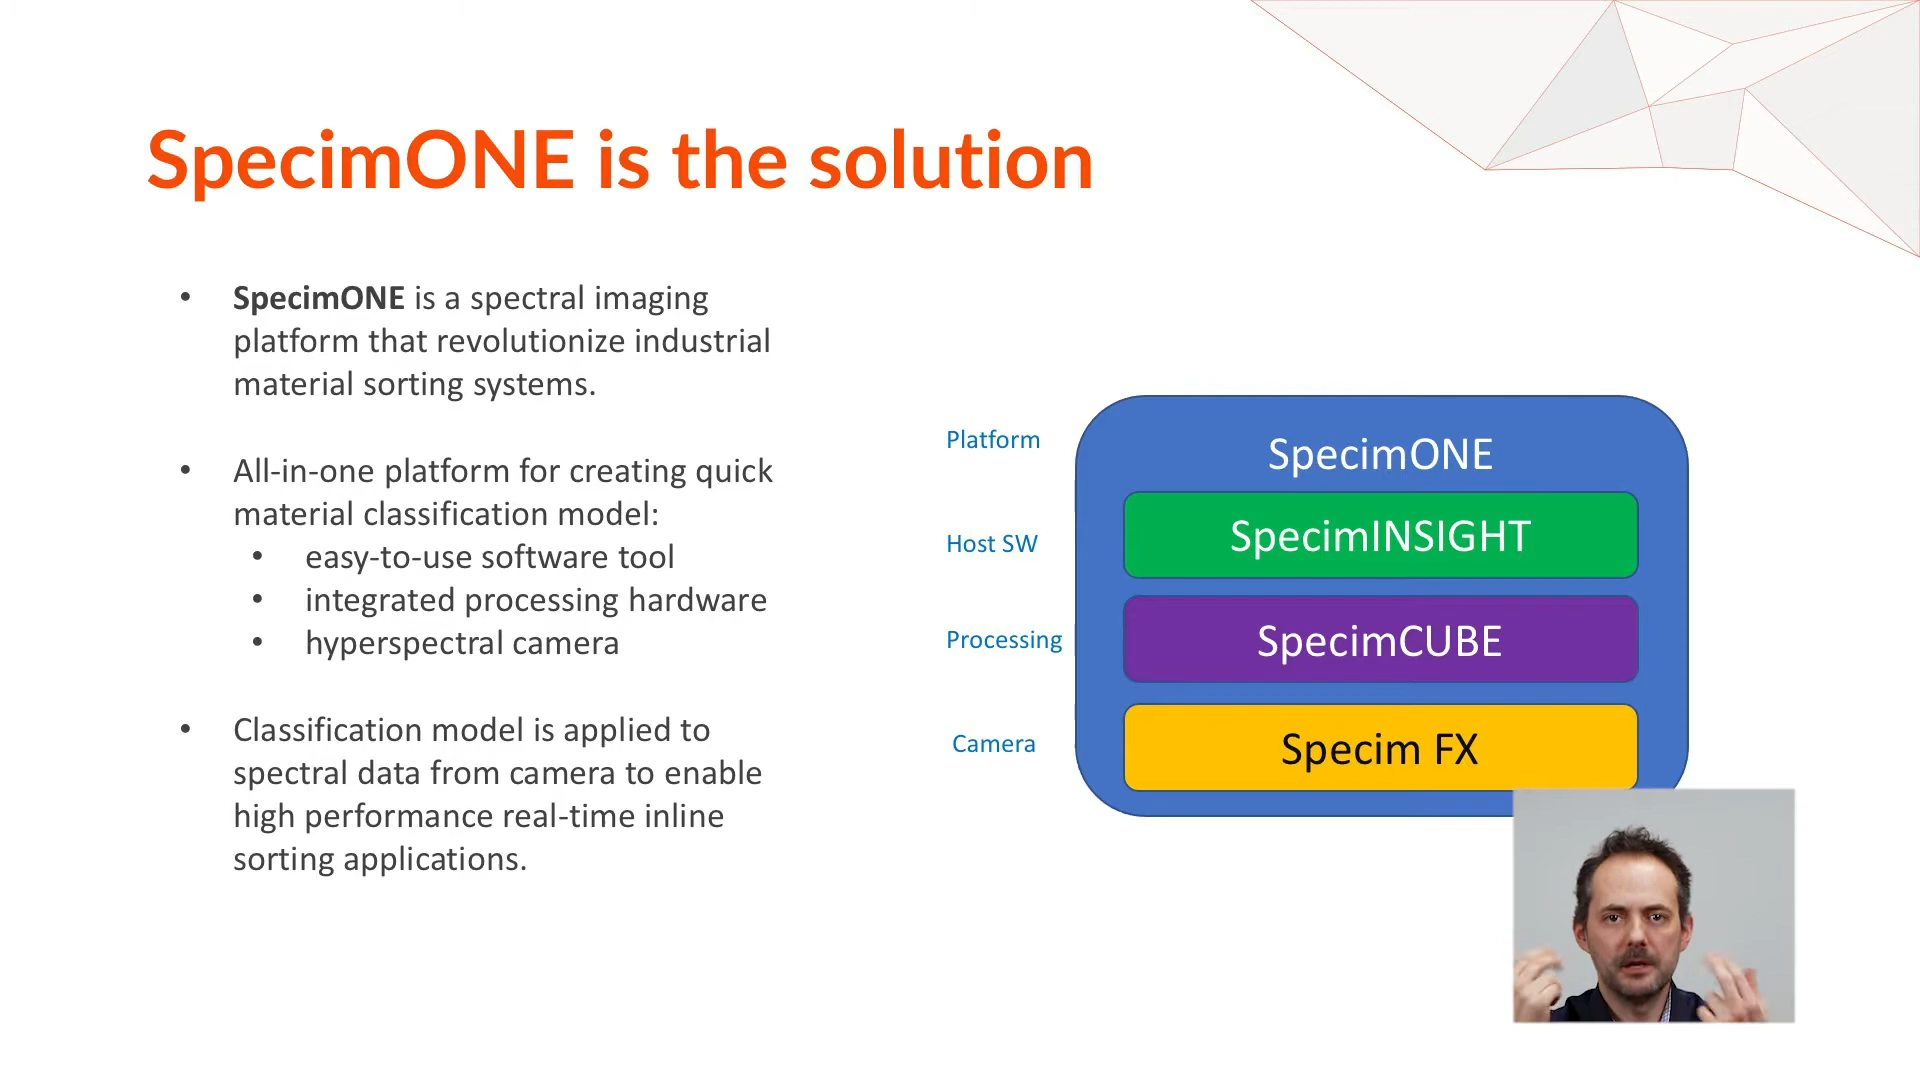 SpecimONE is the solution
• SpecimONE is a spectral imaging
platform that revolutionize industrial
material sorting systems.
• All-in-one platform for creating quick
material classification model:
• easy-to-use software tool
• integrated processing hardware
• hyperspectral camera
• Classification model is applied to
spectral data from camera to enable
high performance real-time inline
sorting applications.
Platform
SpecimONE
Host SW
SpecimINSIGHT
Processing
SpecimCUBE
Camera
Specim FX